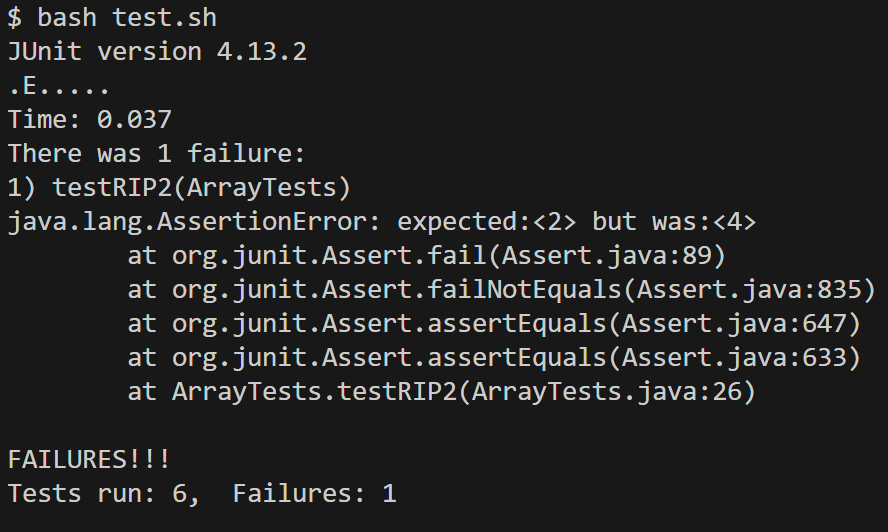 $ bash test.sh
JUnit version 4.13.2
.E.....
Time: 0.037
There was 1 failure:
1) testRIP2(ArrayTests)
java.lang.AssertionError: expected:<2> but was:<4>
        at org.junit.Assert.fail(Assert.java:89)
        at org.junit.Assert.failNotEquals(Assert.java:835)
        at org.junit.Assert.assertEquals(Assert.java:647)
        at org.junit.Assert.assertEquals(Assert.java:633)
        at ArrayTests.testRIP2(ArrayTests.java:26)

FAILURES!!!
Tests run: 6,  Failures: 1